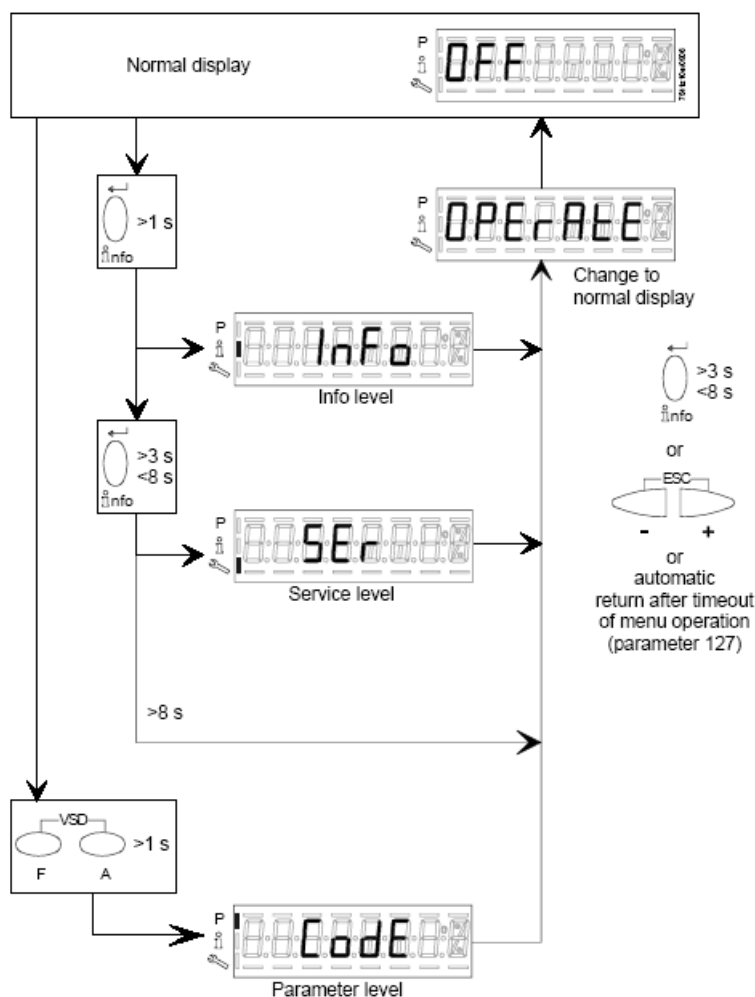 Normal display
P
OFF
>1 s
info
P
OPErAtE
Change to
normal display
P
InFo
Info level
>3 s
<8 s
info
>3 s
<8 s
info
or
ESC
- +
or
automatic
return after timeout
of menu operation
(parameter 127)
P
SEr
Service level
>8 s
VSD
>1 s
F A
P
CodE
Parameter level